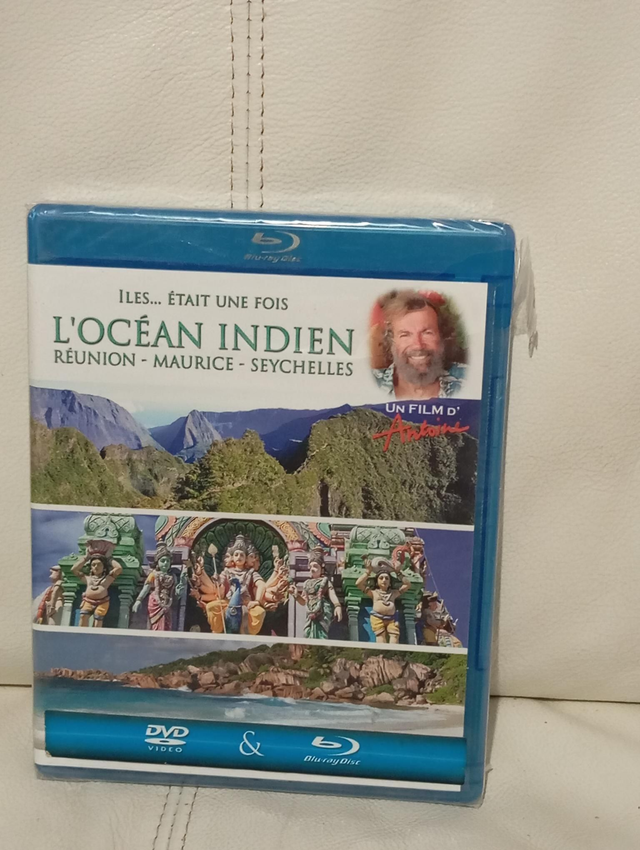 Blu-ray Disc
ILES... ÉTAIT UNE FOIS
L'OCÉAN INDIEN
RÉUNION - MAURICE - SEYCHELLES
UN FILM D'
Antoine
DVD
VIDEO
&
Blu-ray Disc